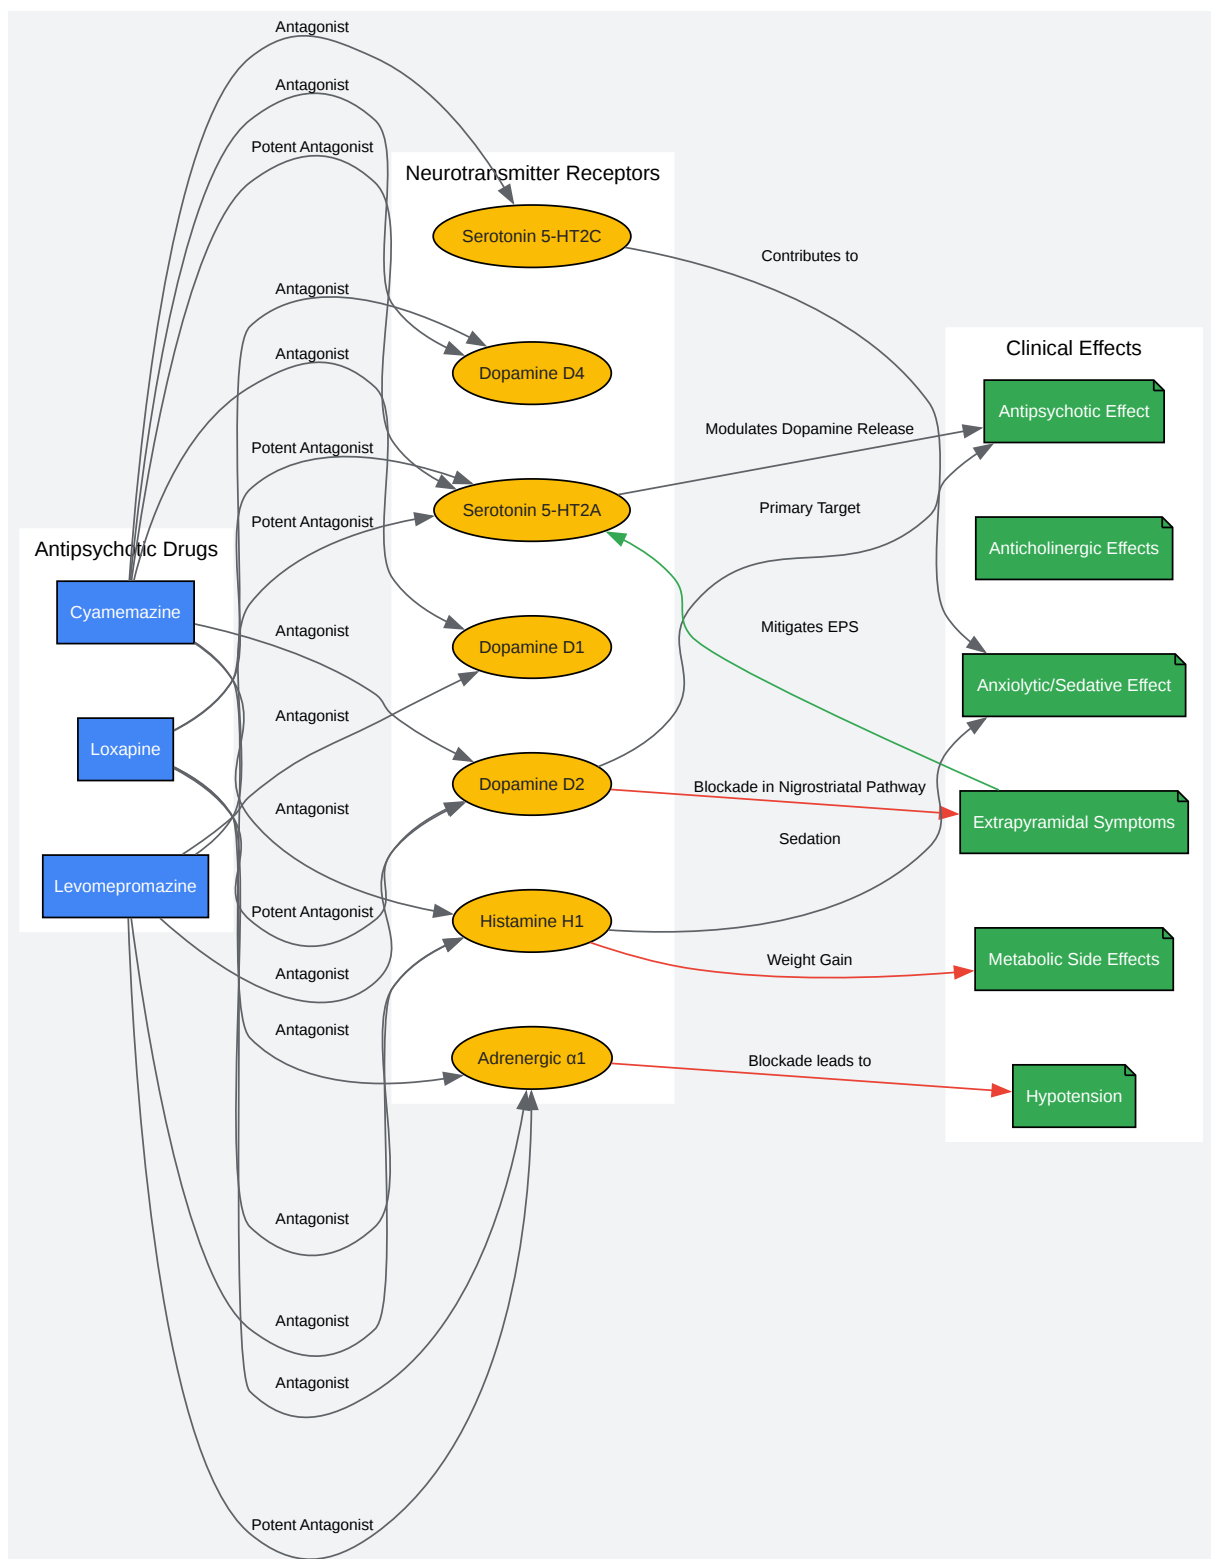 Antagonist
Antagonist
Potent Antagonist
Neurotransmitter Receptors
Serotonin 5-HT2C
Contributes to
Antagonist
Clinical Effects
Antagonist
Dopamine D4
Antipsychotic Effect
Modulates Dopamine Release
Potent Antagonist
Serotonin 5-HT2A
Primary Target
Potent Antagonist
Antipsychotic Drugs
Anticholinergic Effects
Cyamemazine
Antagonist
Mitigates EPS
Dopamine D1
Anxiolytic/Sedative Effect
Antagonist
Loxapine
Dopamine D2
Blockade in Nigrostriatal Pathway
Antagonist
Extrapyramidal Symptoms
Sedation
Levomepromazine
Potent Antagonist
Histamine H1
Antagonist
Weight Gain
Metabolic Side Effects
Antagonist
Adrenergic α1
Blockade leads to
Hypotension
Antagonist
Antagonist
Antagonist
Potent Antagonist